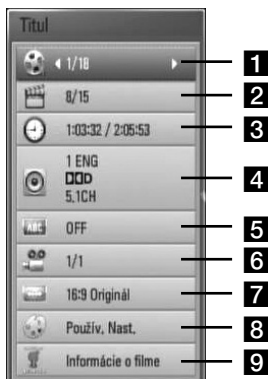 Titul
1/18 1
8/15 2
1:03:32 / 2:05:53 3
1 ENG
D 4
5.1CH
ABC OFF 5
1/1 6
16:9 Originál 7
Použív. Nast. 8
Informácie o filme 9